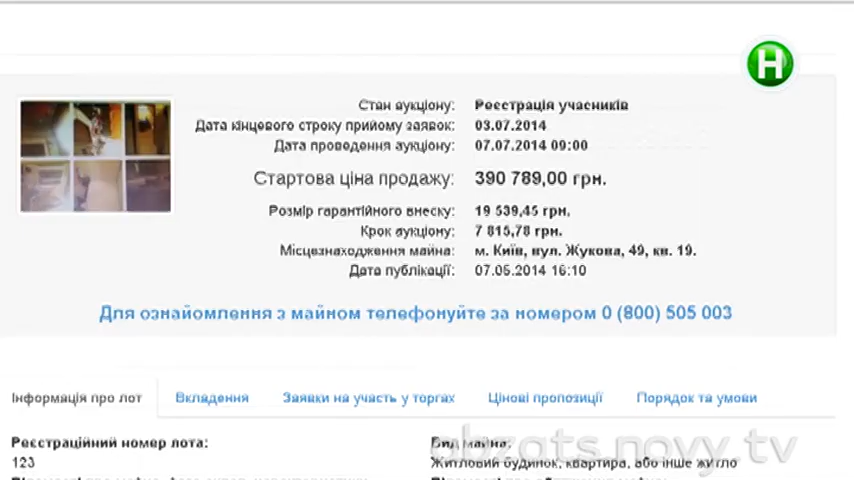 Н
Стан аукціону: Реєстрація учасників
Дата кінцевого строку прийому заявок: 03.07.2014
Дата проведення аукціону: 07.07.2014 09:00
Стартова ціна продажу: 390 789,00 грн.
Розмір гарантійного внеску: 19 539,45 грн.
Крок аукціону: 7 815,78 грн.
Місцезнаходження майна: м. Київ, вул. Жукова, 49, кв. 19.
Дата публікації: 07.05.2014 16:10
Для ознайомлення з майном телефонуйте за номером 0 (800) 505 003
Інформація про лот Вкладення Заявки на участь у торгах Цінові пропозиції Порядок та умови
Реєстраційний номер лота: Вид майна:
123 Житловий будинок, квартира, або інше житло
abzats.novy.tv